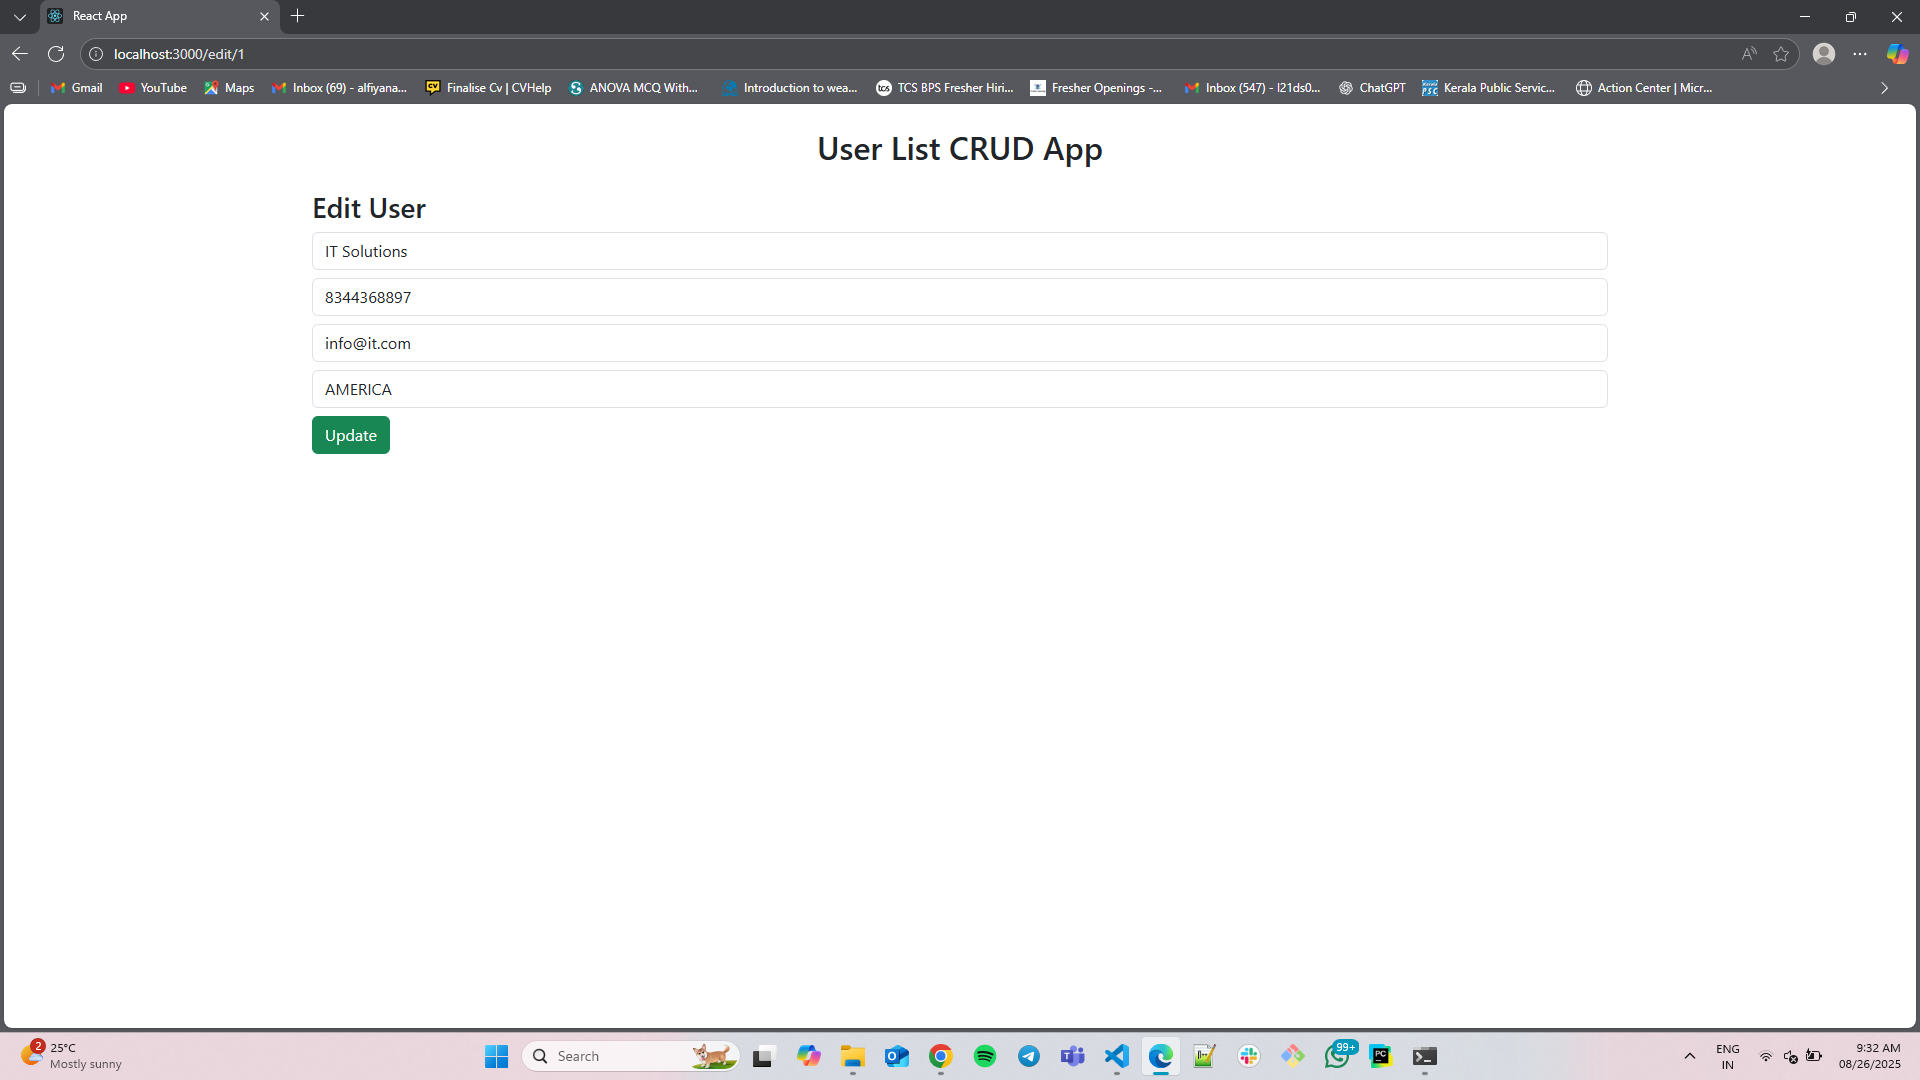 React App
localhost:3000/edit/1
Gmail
YouTube
Maps
Inbox (69) - alfiyana...
Finalise Cv | CVHelp
ANOVA MCQ With...
Introduction to wea...
TCS BPS Fresher Hiri...
Fresher Openings -...
Inbox (547) - l21ds0...
ChatGPT
Kerala Public Servic...
Action Center | Micr...
User List CRUD App
Edit User
IT Solutions
8344368897
info@it.com
AMERICA
Update
2
25°C
Mostly sunny
Search
99+
ENG
IN
9:32 AM
08/26/2025